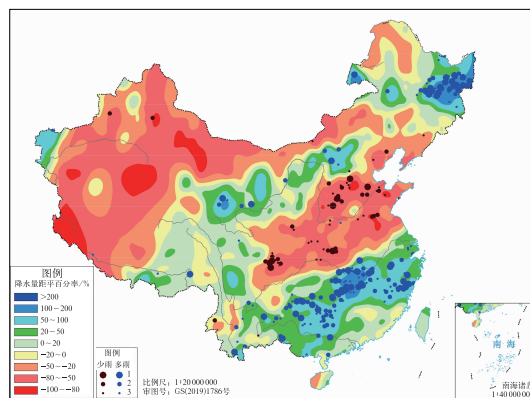 图例
降水量距平百分率/%
>200
100~200
50~100
20~50
0~20
-20~0
-50~-20
-80~-50
-100~-80
图例
少雨 多雨
1
2
3
比例尺：1∶20 000 000
审图号：GS(2019)1786号
南海
南海诸岛
1∶40 000 000